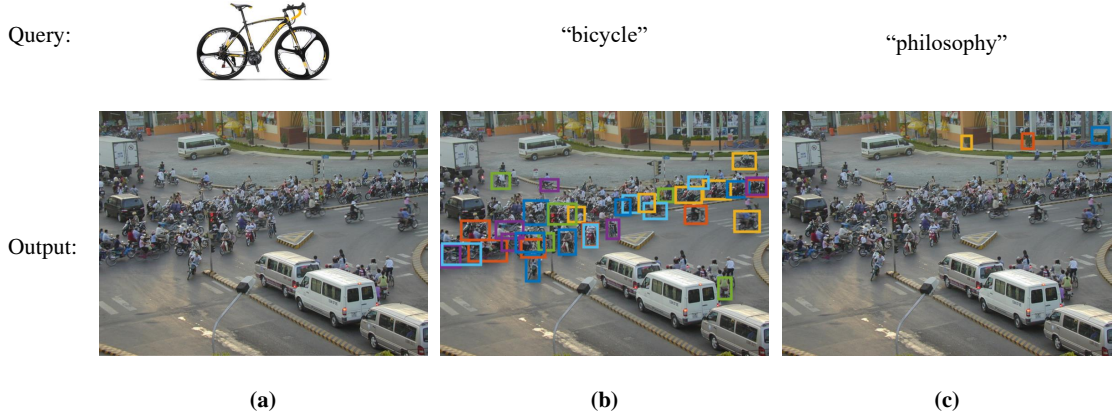 Query:
“bicycle”
“philosophy”
Output:
(a)
(b)
(c)